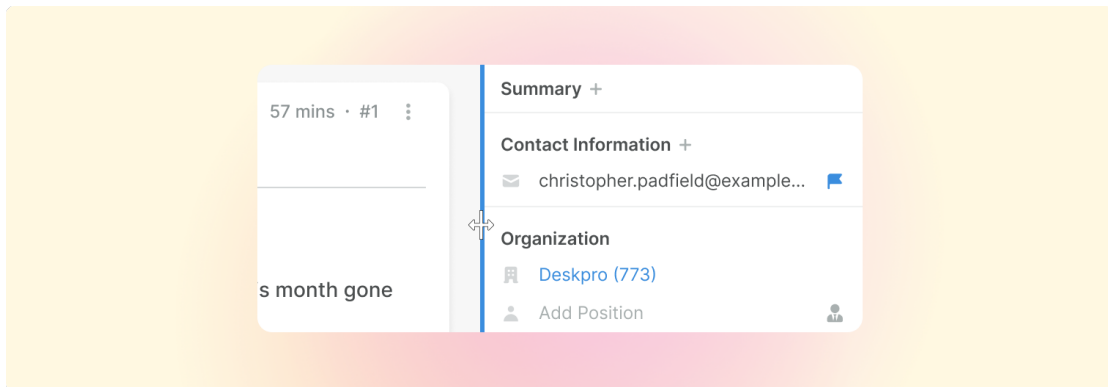 57 mins · #1
s month gone
Summary +
Contact Information +
christopher.padfield@example...
Organization
Deskpro (773)
Add Position